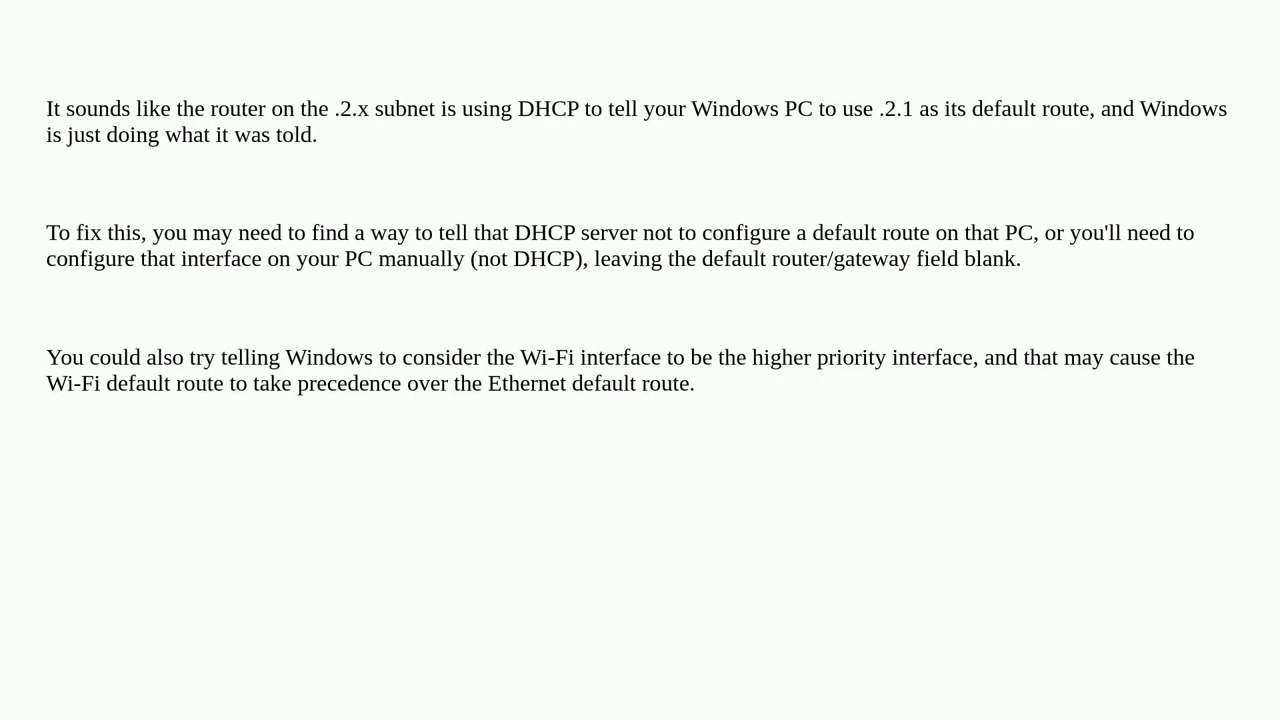 It sounds like the router on the .2.x subnet is using DHCP to tell your Windows PC to use .2.1 as its default route, and Windows
is just doing what it was told.
To fix this, you may need to find a way to tell that DHCP server not to configure a default route on that PC, or you'll need to
configure that interface on your PC manually (not DHCP), leaving the default router/gateway field blank.
You could also try telling Windows to consider the Wi-Fi interface to be the higher priority interface, and that may cause the
Wi-Fi default route to take precedence over the Ethernet default route.